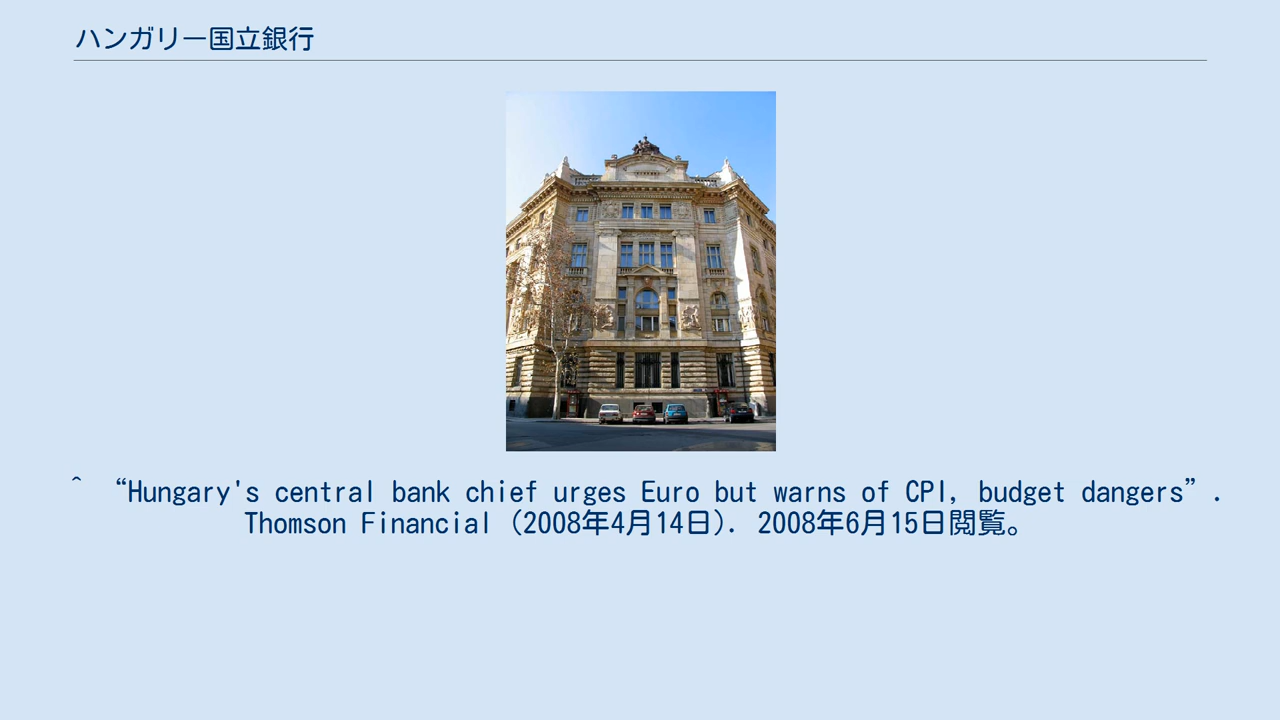 ハンガリー国立銀行
^ “Hungary's central bank chief urges Euro but warns of CPI, budget dangers”.
Thomson Financial (2008年4月14日). 2008年6月15日閲覧。